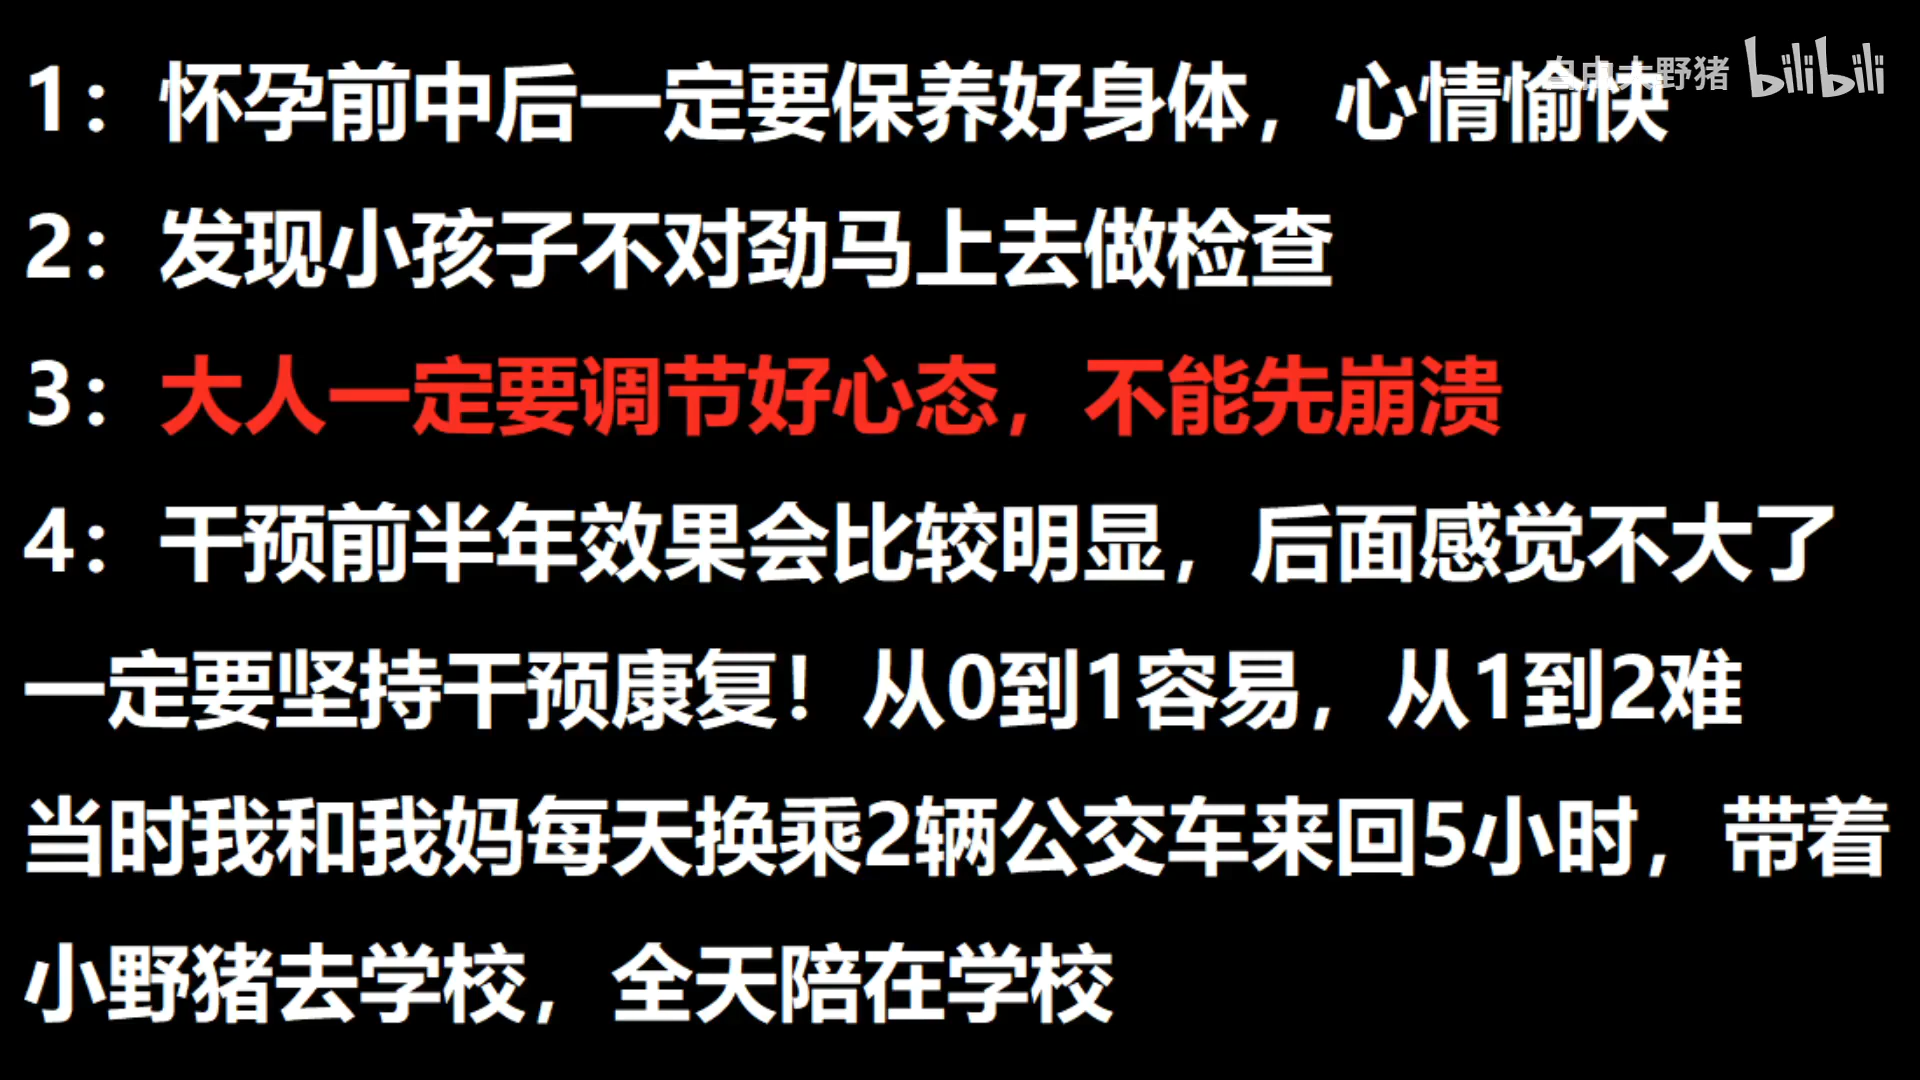 1：怀孕前中后一定要保养好身体，心情愉快
自由大野猪 bilibili
2：发现小孩子不对劲马上去做检查
3：大人一定要调节好心态，不能先崩溃
4：干预前半年效果会比较明显，后面感觉不大了
一定要坚持干预康复！从0到1容易，从1到2难
当时我和我妈每天换乘2辆公交车来回5小时，带着
小野猪去学校，全天陪在学校